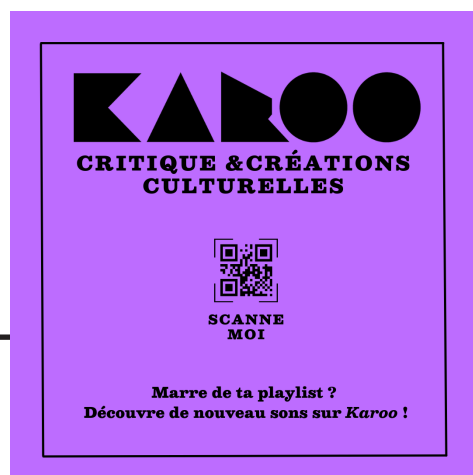 KAROO
CRITIQUE &CRÉATIONS
CULTURELLES
SCANNE
MOI
Marre de ta playlist ?
Découvre de nouveau sons sur Karoo !